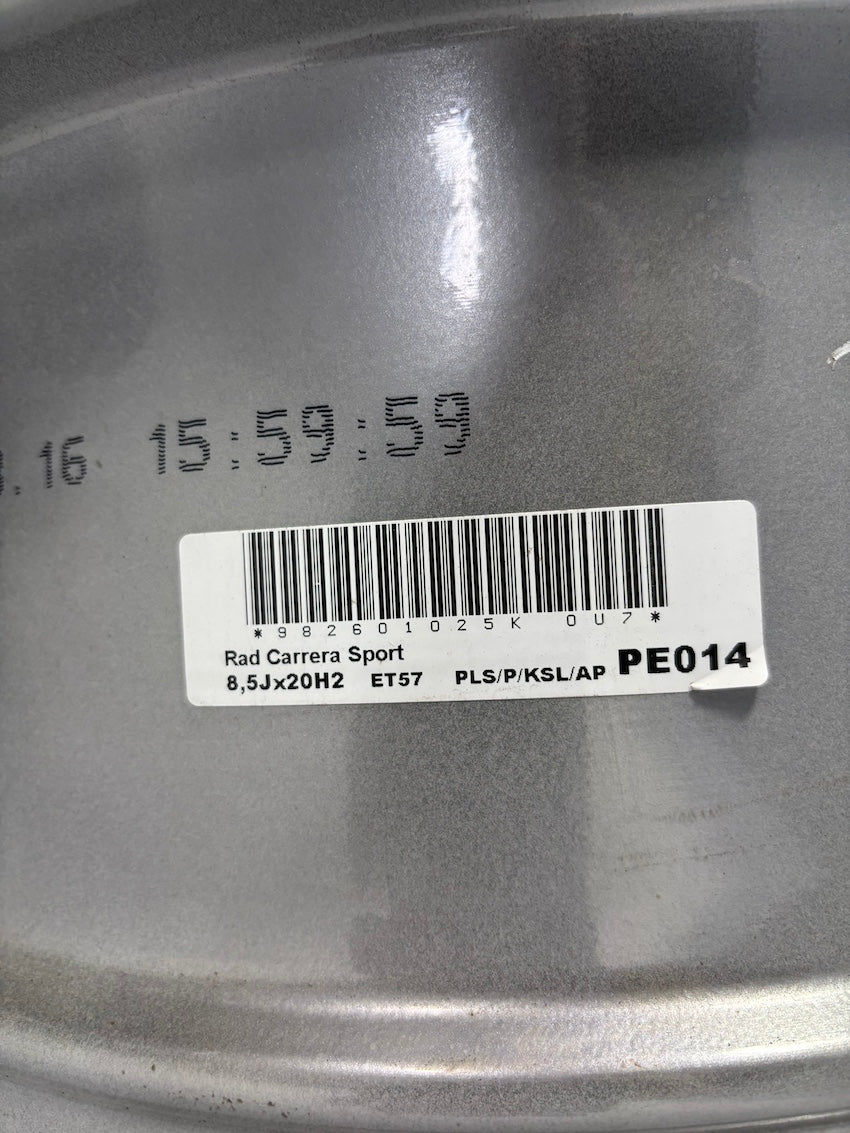 .16 15:59:59
*982601025K 0U7*
Rad Carrera Sport
8,5Jx20H2 ET57 PLS/P/KSL/AP PE014